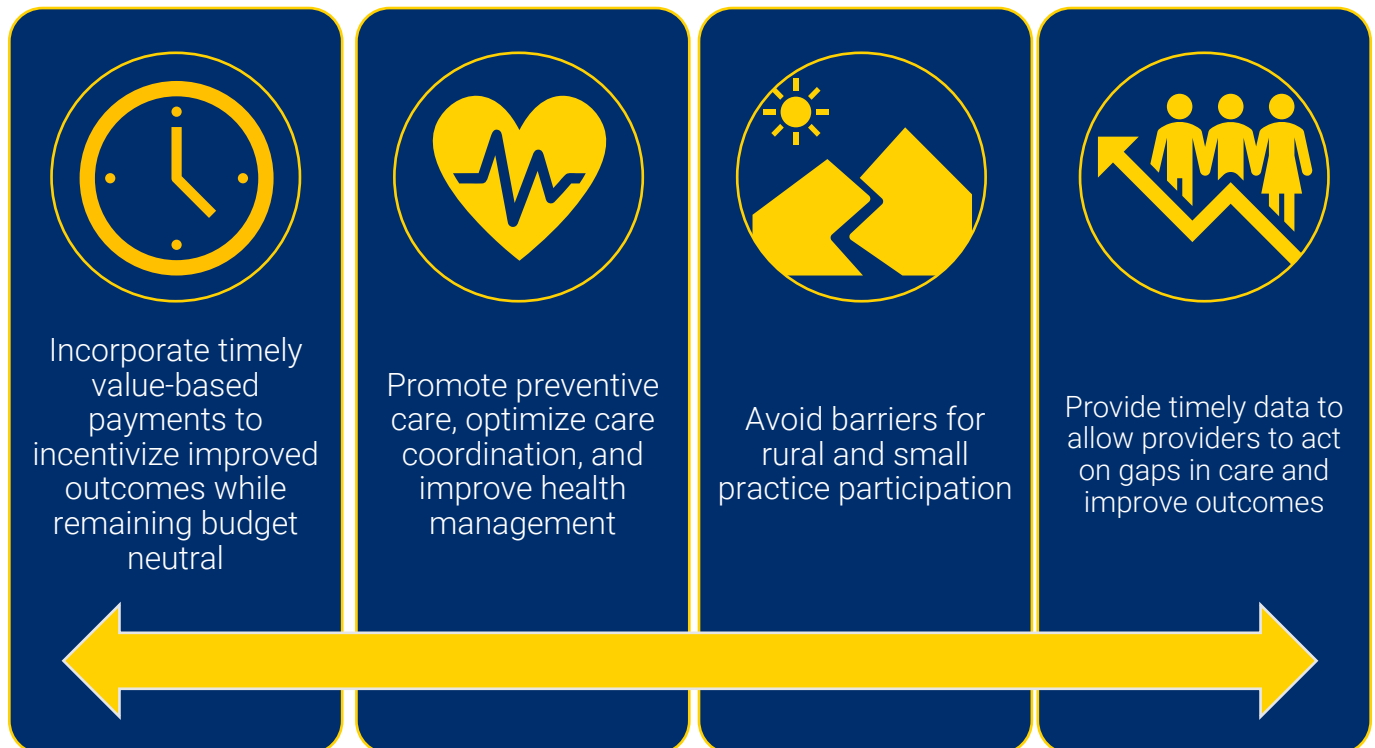 Incorporate timely
value-based
payments to
incentivize improved
outcomes while
remaining budget
neutral
Promote preventive
care, optimize care
coordination, and
improve health
management
Avoid barriers for
rural and small
practice participation
Provide timely data to
allow providers to act
on gaps in care and
improve outcomes